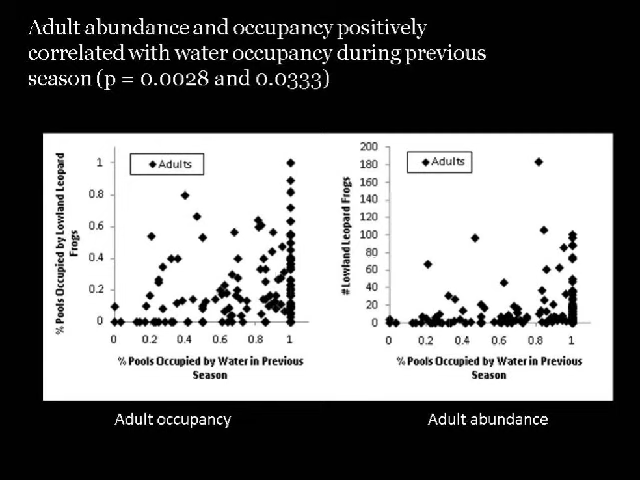 Adult abundance and occupancy positively
correlated with water occupancy during previous
season (p = 0.0028 and 0.0333)
% Pools Occupied by Lowland Leopard
Frogs
1
0.8
0.6
0.4
0.2
0
Adults
0 0.2 0.4 0.6 0.8 1
% Pools Occupied by Water in Previous
Season
# Lowland Leopard Frogs
200
180
160
140
120
100
80
60
40
20
0
Adults
0 0.2 0.4 0.6 0.8 1
% Pools Occupied by Water in Previous
Season
Adult occupancy
Adult abundance